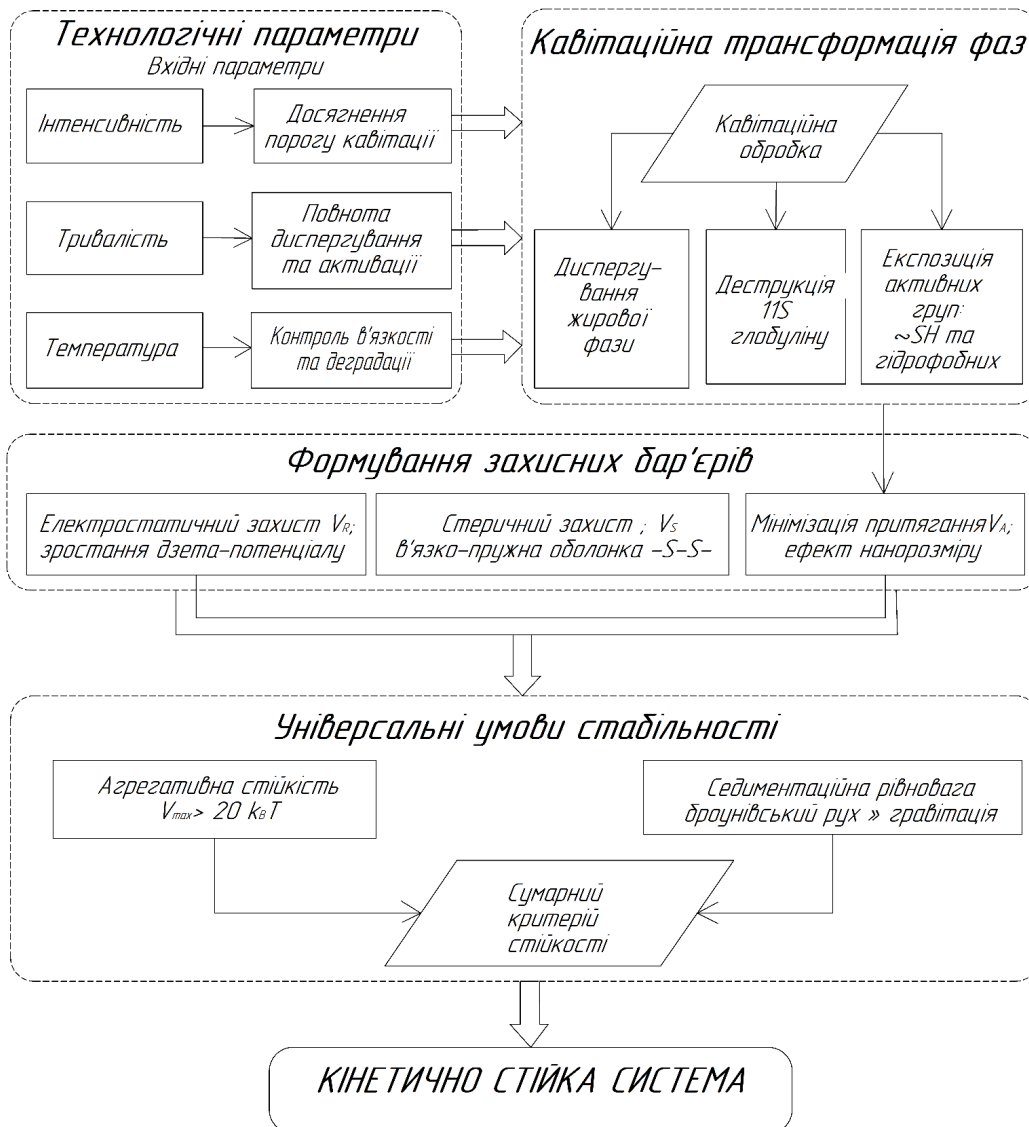 Технологічні параметри
Вхідні параметри
Інтенсивність
Досягнення
порогу кавітації
Тривалість
Повнота
диспергування
та активації
Температура
Контроль в'язкості
та деградації
Кавітаційна трансформація фаз
Кавітаційна
обробка
Диспергу-
вання
жирової
фази
Деструкція
11S
глобуліну
Експозиція
активних
груп:
~SH та
гідрофобних
Формування захисних бар'єрів
Електростатичний захист VR;
зростання дзета-потенціалу
Стеричний захист ; VS
в'язко-пружна оболонка -S-S-
Мінімізація притягання VA;
ефект нанорозміру
Універсальні умови стабільності
Агрегативна стійкість
Vmax> 20 kBT
Седиментаційна рівновага
броунівський рух » гравітація
Сумарний
критерій
стійкості
КІНЕТИЧНО СТІЙКА СИСТЕМА